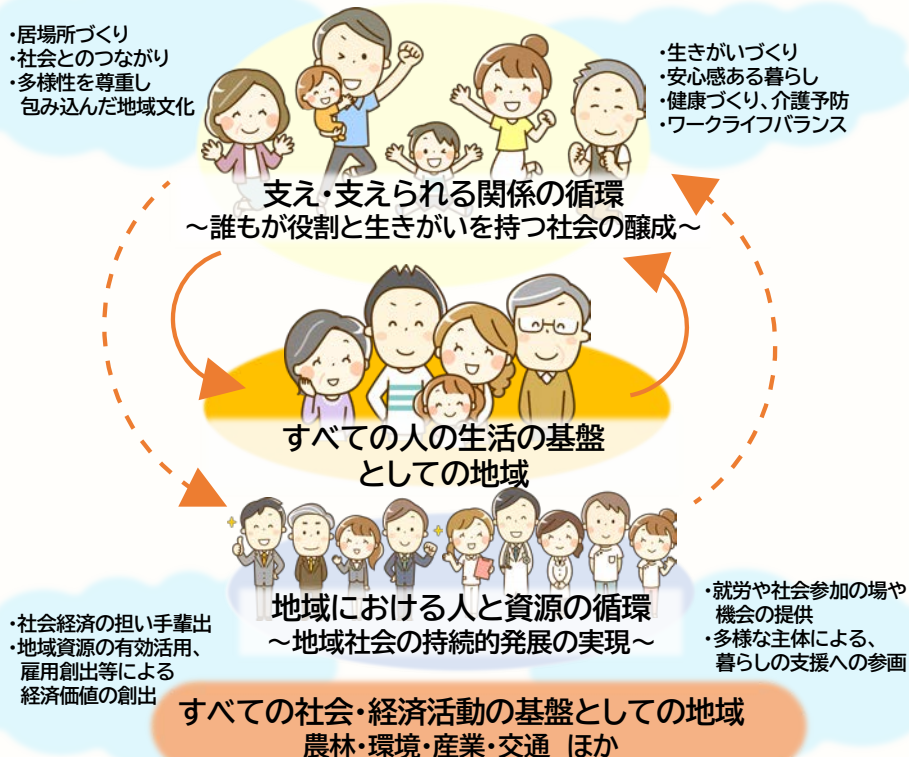 ・居場所づくり
・社会とのつながり
・多様性を尊重し
包み込んだ地域文化
・生きがいづくり
・安心感ある暮らし
・健康づくり、介護予防
・ワークライフバランス
支え・支えられる関係の循環
～誰もが役割と生きがいを持つ社会の醸成～
すべての人の生活の基盤
としての地域
地域における人と資源の循環
～地域社会の持続的発展の実現～
・社会経済の担い手輩出
・地域資源の有効活用、
雇用創出等による
経済価値の創出
・就労や社会参加の場や
機会の提供
・多様な主体による、
暮らしの支援への参画
すべての社会・経済活動の基盤としての地域
農林・環境・産業・交通 ほか